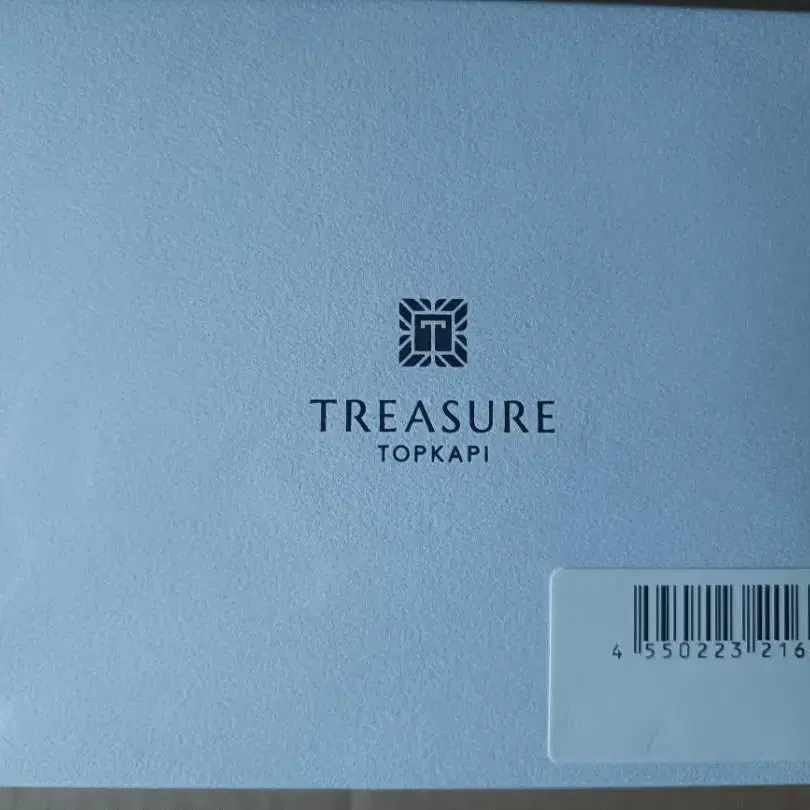 T
TREASURE
TOPKAPI
4 550223 216